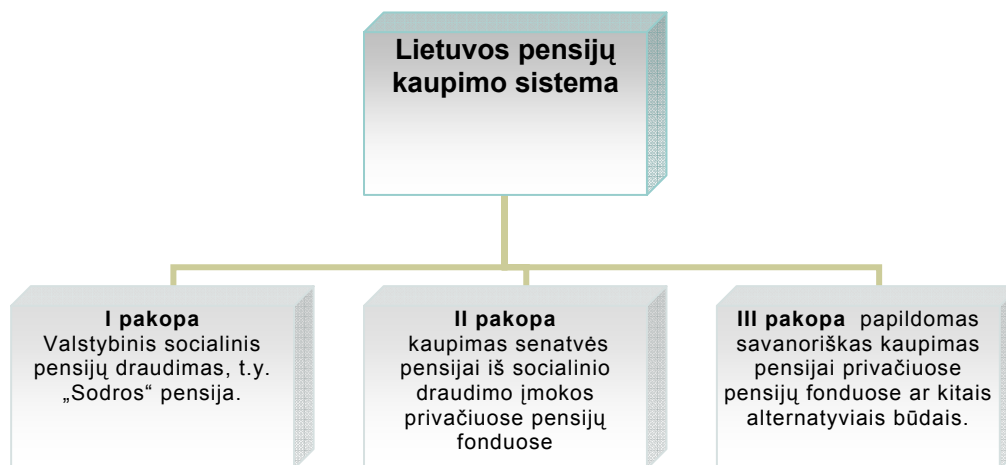 Lietuvos pensijų
kaupimo sistema
I pakopa
Valstybinis socialinis
pensijų draudimas, t.y.
„Sodros“ pensija.
II pakopa
kaupimas senatvės
pensijai iš socialinio
draudimo įmokos
privačiuose pensijų
fonduose
III pakopa papildomas
savanoriškas kaupimas
pensijai privačiuose
pensijų fonduose ar kitais
alternatyviais būdais.